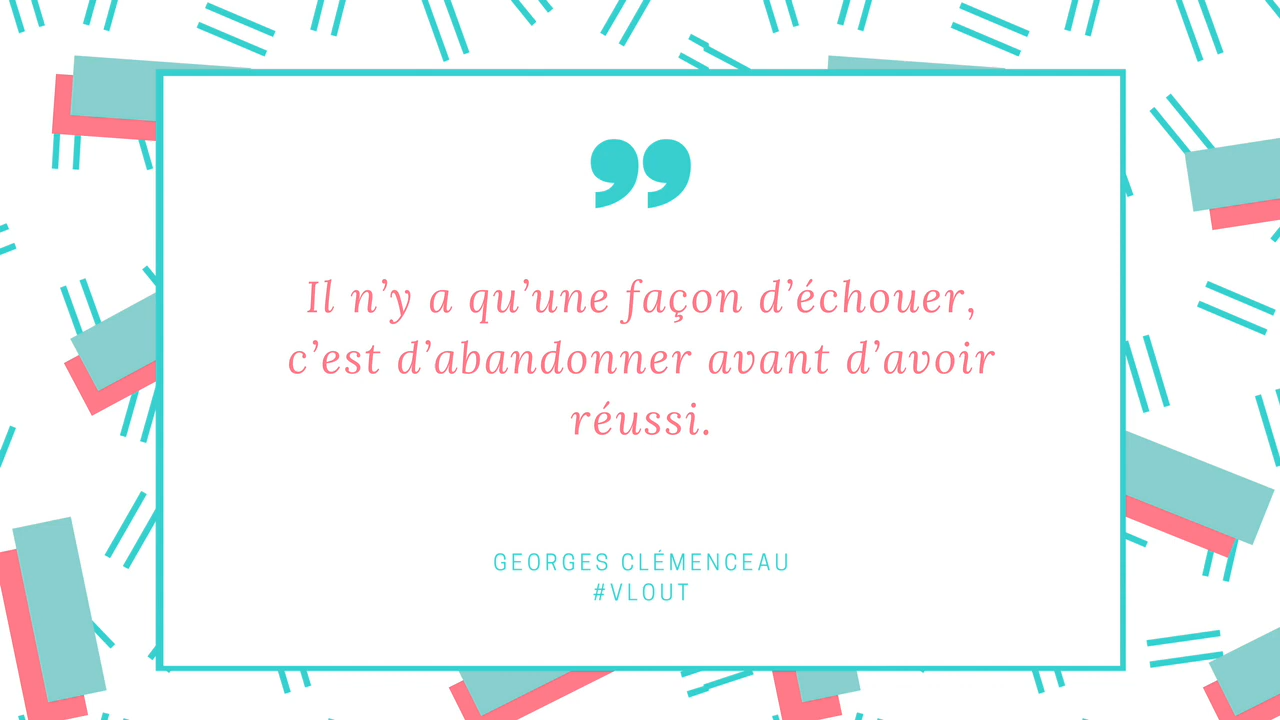 ”
Il n’y a qu’une façon d’échouer,
c’est d’abandonner avant d’avoir
réussi.
GEORGES CLÉMENCEAU
#VLOUT